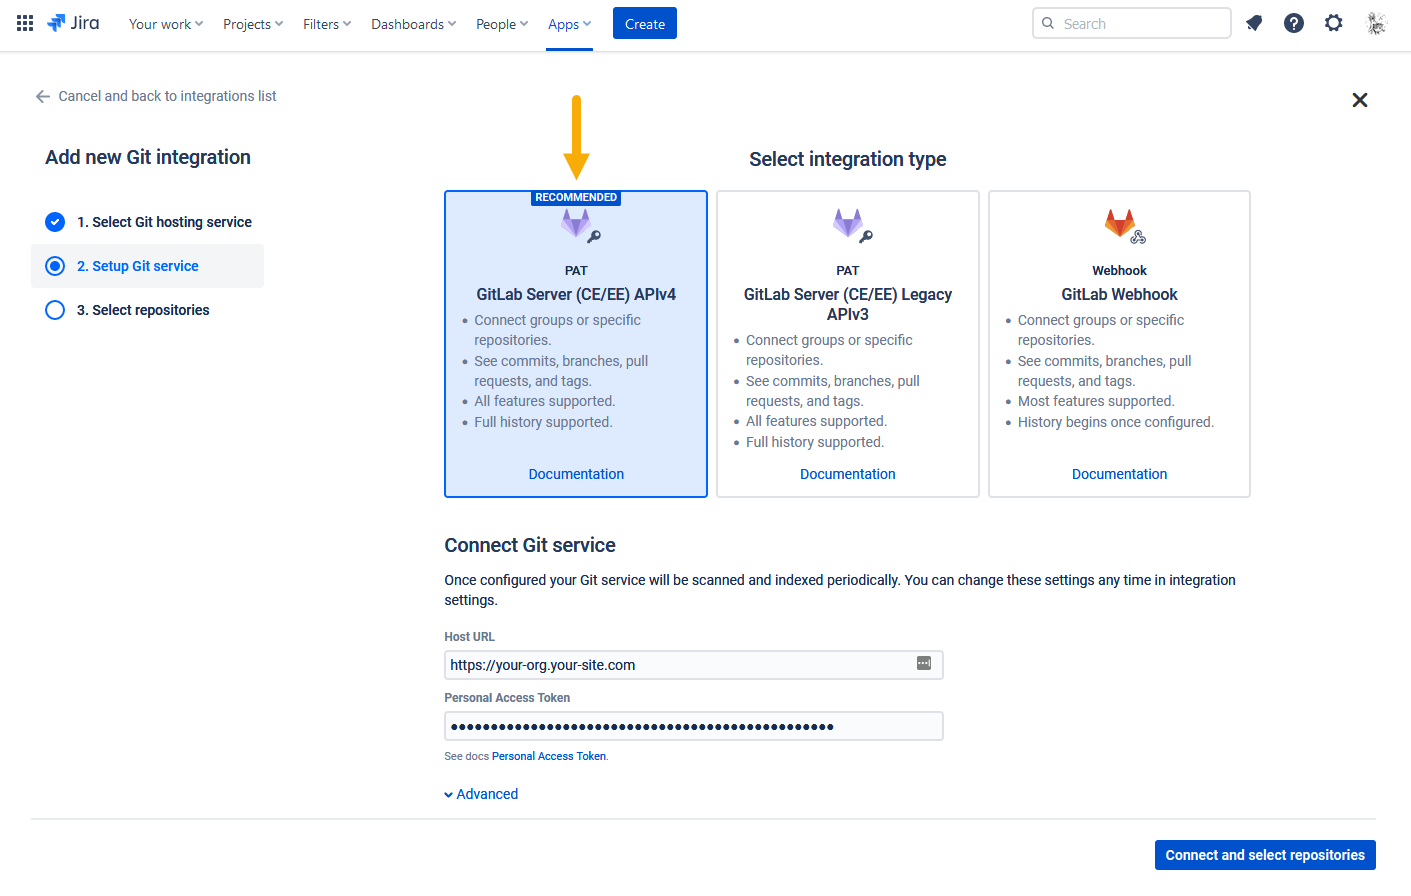 Jira
Your work
Projects
Filters
Dashboards
People
Apps
Create
Search
Cancel and back to integrations list
Add new Git integration
1. Select Git hosting service
2. Setup Git service
3. Select repositories
Select integration type
RECOMMENDED
PAT
GitLab Server (CE/EE) APIv4
• Connect groups or specific
repositories.
• See commits, branches, pull
requests, and tags.
• All features supported.
• Full history supported.
Documentation
PAT
GitLab Server (CE/EE) Legacy
APIv3
• Connect groups or specific
repositories.
• See commits, branches, pull
requests, and tags.
• All features supported.
• Full history supported.
Documentation
Webhook
GitLab Webhook
• Connect groups or specific
repositories.
• See commits, branches, pull
requests, and tags.
• Most features supported.
• History begins once configured.
Documentation
Connect Git service
Once configured your Git service will be scanned and indexed periodically. You can change these settings any time in integration
settings.
Host URL
https://your-org.your-site.com
Personal Access Token
See docs Personal Access Token.
Advanced
Connect and select repositories